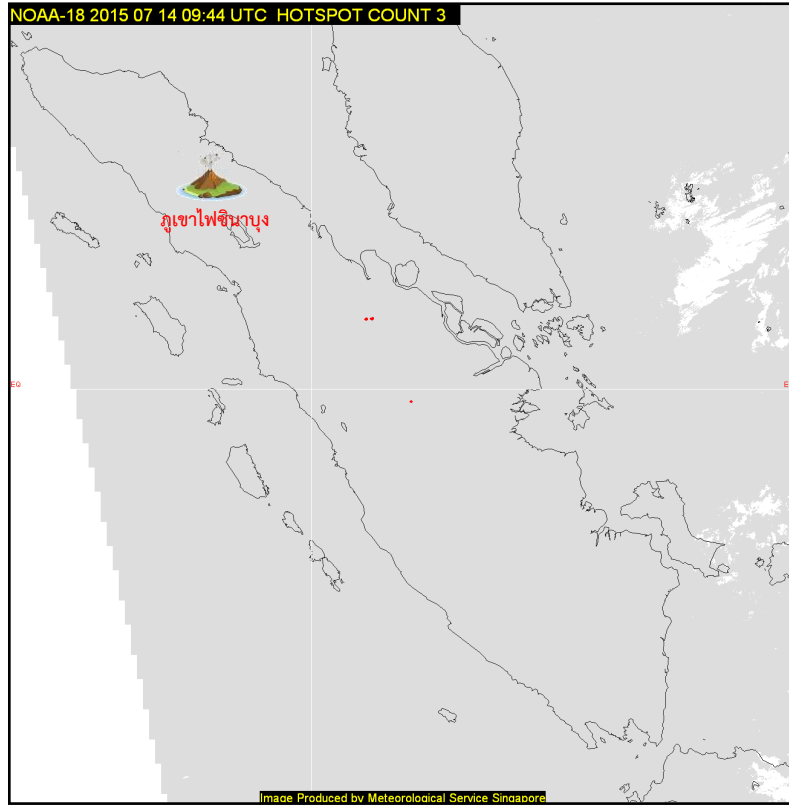 NOAA-18 2015 07 14 09:44 UTC HOTSPOT COUNT 3
ภูเขาไฟซินาบุง
EQ
E
Image Produced by Meteorological Service Singapore